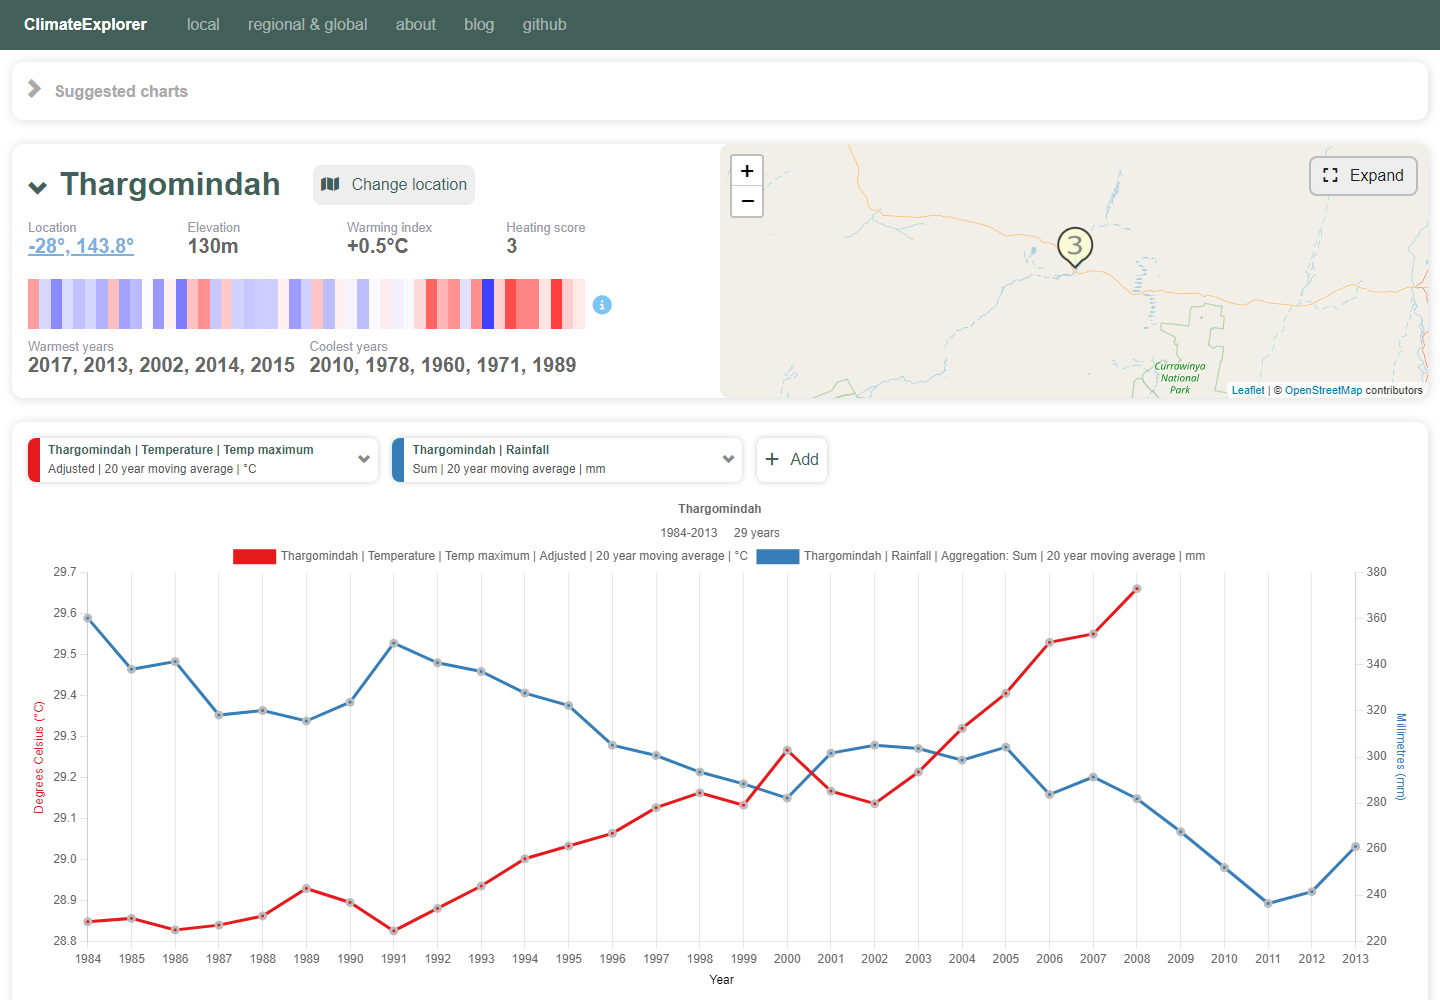 ClimateExplorer local regional & global about blog github
Suggested charts
Thargomindah Change location
Location Elevation Warming index Heating score
-28°, 143.8° 130m +0.5°C 3
Warmest years Coolest years
2017, 2013, 2002, 2014, 2015 2010, 1978, 1960, 1971, 1989
+
−
Expand
3
Currawinya
National
Park
Leaflet | © OpenStreetMap contributors
Thargomindah | Temperature | Temp maximum
Adjusted | 20 year moving average | °C
Thargomindah | Rainfall
Sum | 20 year moving average | mm
+ Add
Thargomindah
1984-2013 29 years
Thargomindah | Temperature | Temp maximum | Adjusted | 20 year moving average | °C Thargomindah | Rainfall | Aggregation: Sum | 20 year moving average | mm
Degrees Celsius (°C)
29.7
29.6
29.5
29.4
29.3
29.2
29.1
29.0
28.9
28.8
380
360
340
320
300
280
260
240
220
Millimetres (mm)
1984 1985 1986 1987 1988 1989 1990 1991 1992 1993 1994 1995 1996 1997 1998 1999 2000 2001 2002 2003 2004 2005 2006 2007 2008 2009 2010 2011 2012 2013
Year